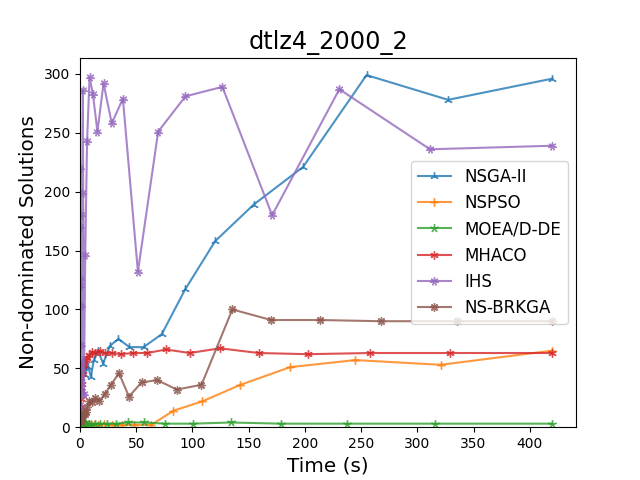 dtlz4_2000_2
Non-dominated Solutions
300
250
200
150
100
50
0
NSGA-II
NSPSO
MOEA/D-DE
MHACO
IHS
NS-BRKGA
0 50 100 150 200 250 300 350 400
Time (s)